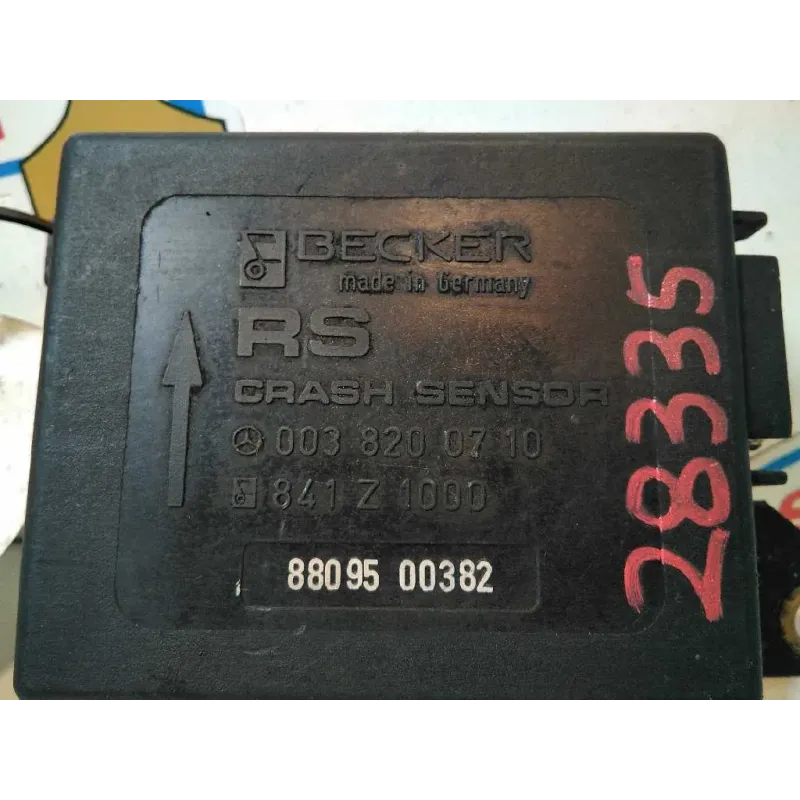 BECKER
made in Germany
RS
CRASH SENSOR
003 820 07 10
841 Z 1000
88095 00382
28335